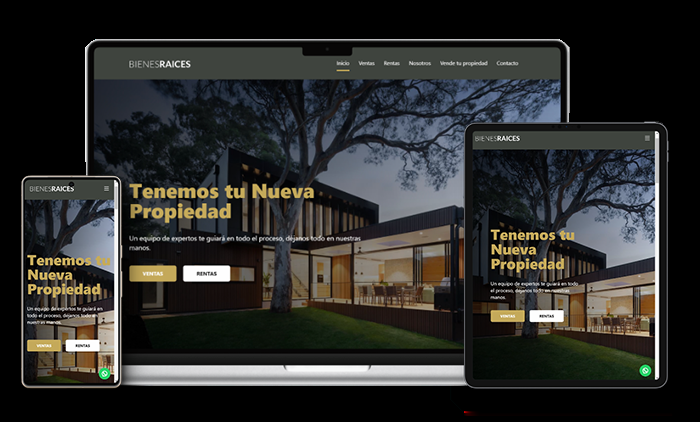 BIENESRAICES
Inicio Ventas Rentas Nosotros Vende tu propiedad Contacto
Tenemos tu Nueva
Propiedad
Un equipo de expertos te guiará en todo el proceso, déjanos todo en nuestras
manos.
VENTAS RENTAS
BIENESRAICES
Tenemos tu
Nueva
Propiedad
Un equipo de expertos te guiará en
todo el proceso, déjanos todo en
nuestras manos.
VENTAS RENTAS
BIENESRAICES
Tenemos tu
Nueva
Propiedad
Un equipo de expertos te guiará
en todo el proceso, déjanos todo
en nuestras manos.
VENTAS RENTAS